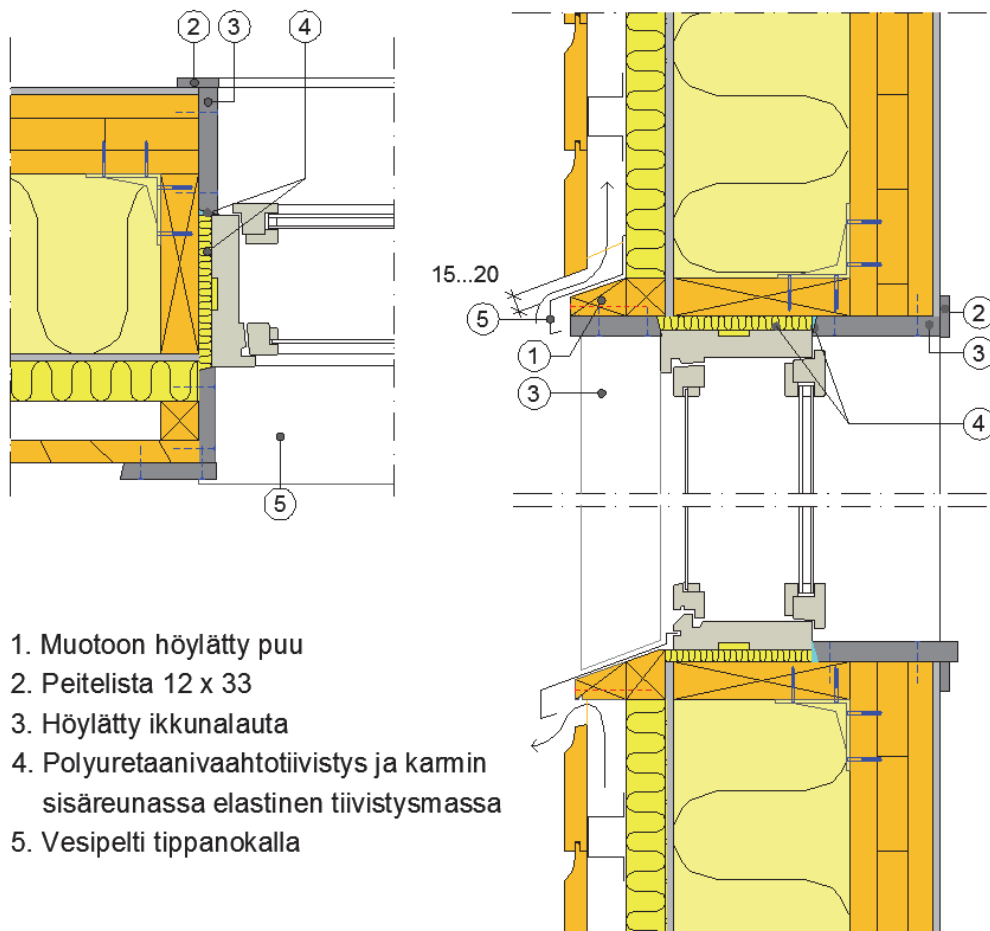 2 3 4
15...20
5
1
3
2
3
4
5
1. Muotoon höylätty puu
2. Peitelista 12 x 33
3. Höylätty ikkunalauta
4. Polyuretaanivaahtotiivistys ja karmin
sisäreunassa elastinen tiivistysmassa
5. Vesipelti tippanokalla